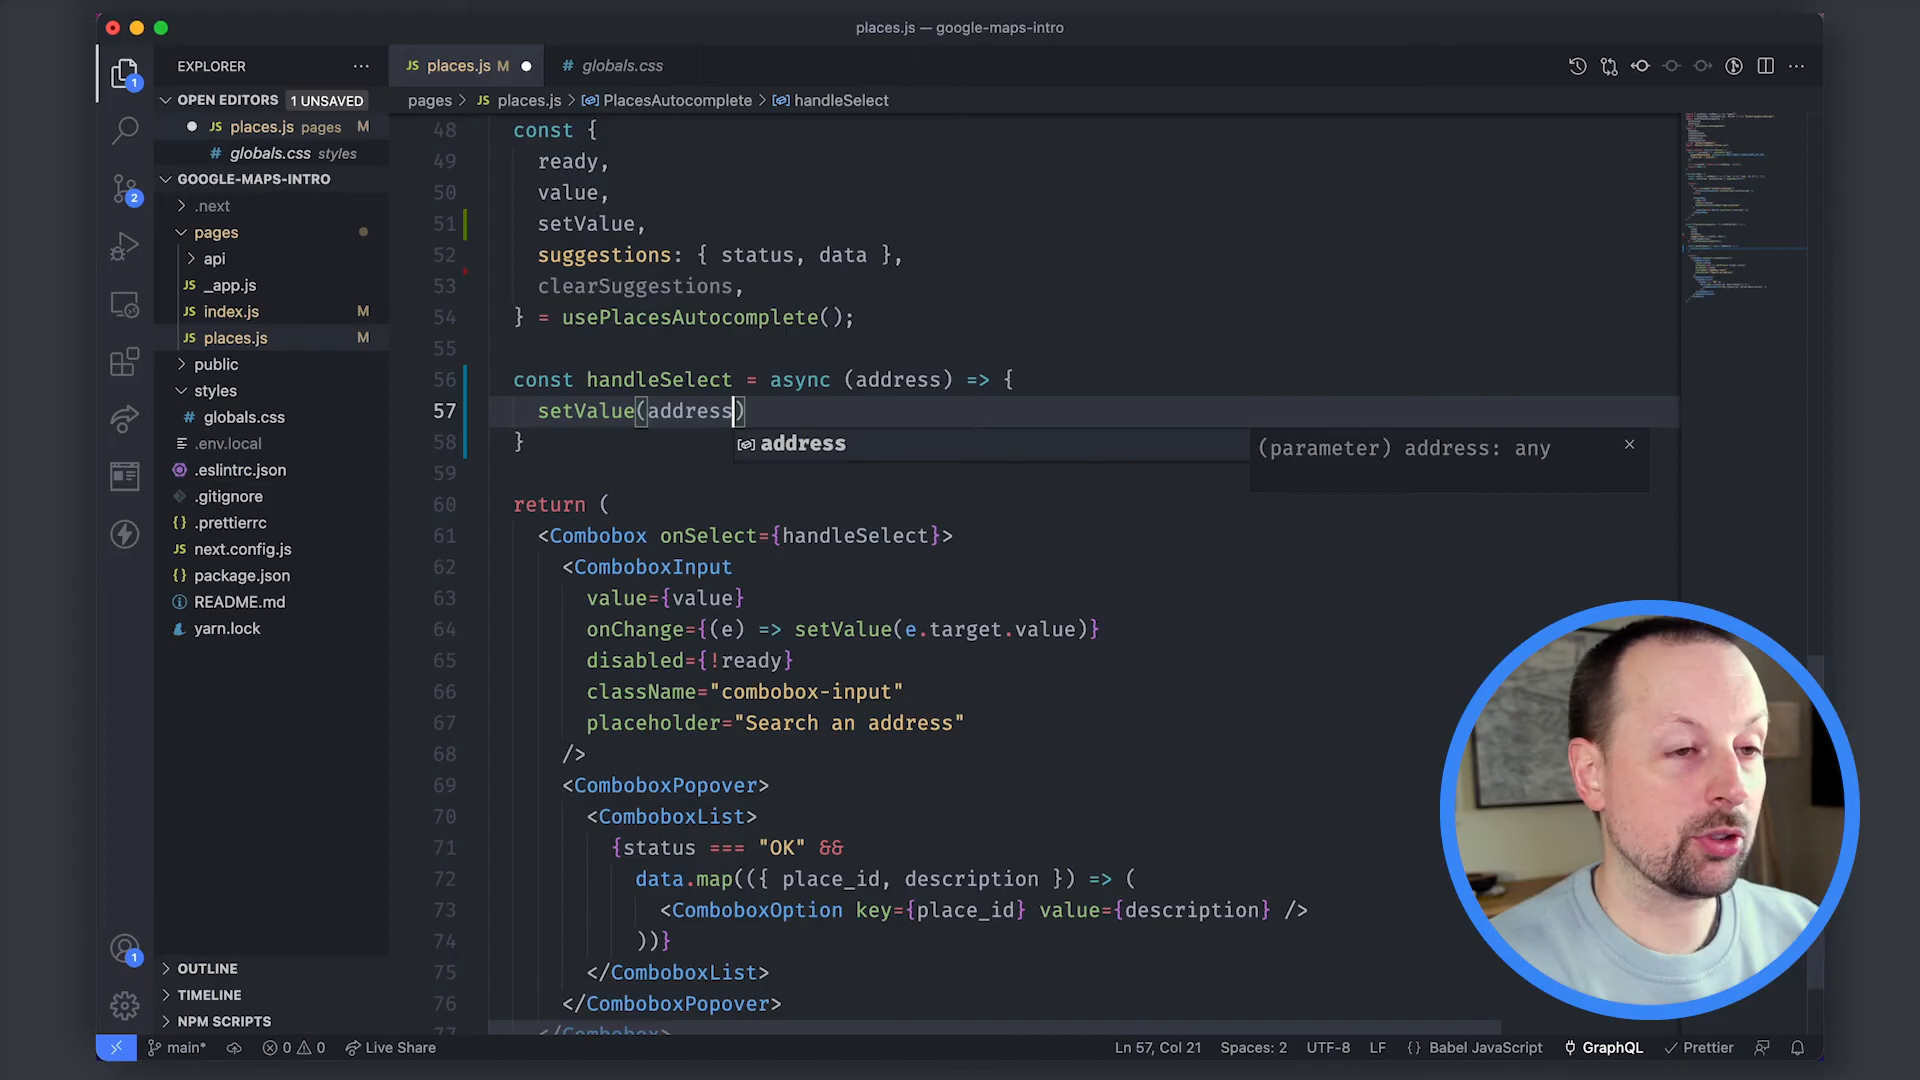 places.js — google-maps-intro
EXPLORER
JS places.js M
# globals.css
OPEN EDITORS 1 UNSAVED
pages > JS places.js > PlacesAutocomplete > handleSelect
JS places.js pages M
# globals.css styles
GOOGLE-MAPS-INTRO
.next
pages
api
JS _app.js
JS index.js M
JS places.js M
public
styles
# globals.css
.env.local
.eslintrc.json
.gitignore
{} .prettierrc
JS next.config.js
{} package.json
README.md
yarn.lock
OUTLINE
TIMELINE
NPM SCRIPTS
1
2
1
48 const {
49 ready,
50 value,
51 setValue,
52 suggestions: { status, data },
53 clearSuggestions,
54 } = usePlacesAutocomplete();
55
56 const handleSelect = async (address) => {
57 setValue(address)
58 }
address
(parameter) address: any
59
60 return (
61 <Combobox onSelect={handleSelect}>
62 <ComboboxInput
63 value={value}
64 onChange={(e) => setValue(e.target.value)}
65 disabled={!ready}
66 className="combobox-input"
67 placeholder="Search an address"
68 />
69 <ComboboxPopover>
70 <ComboboxList>
71 {status === "OK" &&
72 data.map(({ place_id, description }) => (
73 <ComboboxOption key={place_id} value={description} />
74 ))}
75 </ComboboxList>
76 </ComboboxPopover>
77 </Combobox>
main* 0 0 Live Share Ln 57, Col 21 Spaces: 2 UTF-8 LF {} Babel JavaScript GraphQL Prettier